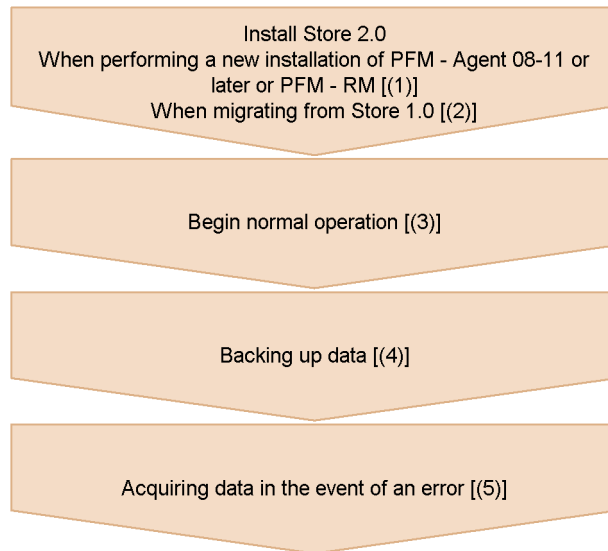 Install Store 2.0
When performing a new installation of PFM - Agent 08-11 or
later or PFM - RM [(1)]
When migrating from Store 1.0 [(2)]
Begin normal operation [(3)]
Backing up data [(4)]
Acquiring data in the event of an error [(5)]